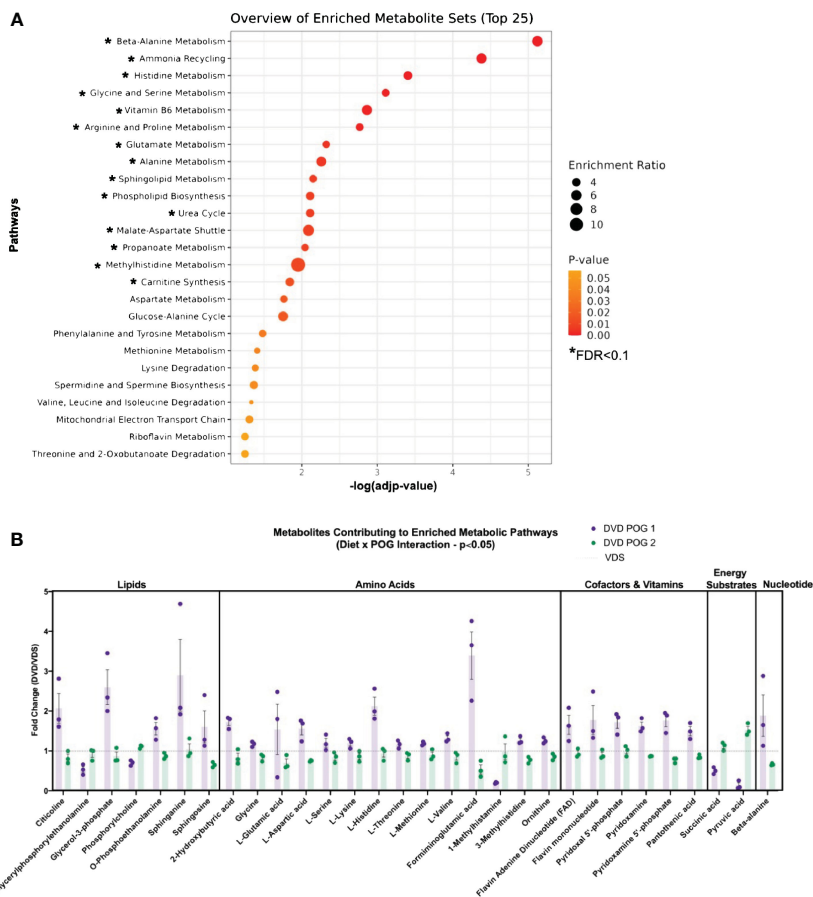 A
Overview of Enriched Metabolite Sets (Top 25)
Pathways
* Beta-Alanine Metabolism
* Ammonia Recycling
* Histidine Metabolism
* Glycine and Serine Metabolism
* Vitamin B6 Metabolism
* Arginine and Proline Metabolism
* Glutamate Metabolism
* Alanine Metabolism
* Sphingolipid Metabolism
* Phospholipid Biosynthesis
* Urea Cycle
* Malate-Aspartate Shuttle
* Propanoate Metabolism
* Methylhistidine Metabolism
* Carnitine Synthesis
Aspartate Metabolism
Glucose-Alanine Cycle
Phenylalanine and Tyrosine Metabolism
Methionine Metabolism
Lysine Degradation
Spermidine and Spermine Biosynthesis
Valine, Leucine and Isoleucine Degradation
Mitochondrial Electron Transport Chain
Riboflavin Metabolism
Threonine and 2-Oxobutanoate Degradation
2 3 4 5
-log(adjp-value)
Enrichment Ratio
4
6
8
10
P-value
0.05
0.04
0.03
0.02
0.01
0.00
*FDR<0.1
B
Metabolites Contributing to Enriched Metabolic Pathways
(Diet x POG Interaction - p<0.05)
DVD POG 1
DVD POG 2
VDS
Lipids
Amino Acids
Cofactors & Vitamins
Energy
Substrates
Nucleotide
Fold Change (DVD/VDS)
5
4
3
2
1
0
Citicoline
Glycerol-3-phosphate
Phosphorylcholine
O-Phosphoethanolamine
Sphinganine
Sphingosine
2-Hydroxybutyric acid
Glycine
L-Glutamic acid
L-Aspartic acid
L-Serine
L-Lysine
L-Histidine
L-Threonine
L-Methionine
L-Valine
Formiminoglutamic acid
1-Methylhistamine
3-Methylhistidine
Ornithine
Flavin Adenine Dinucleotide (FAD)
Flavin mononucleotide
Pyridoxal 5'-phosphate
Pyridoxamine
Pyridoxamine 5'-phosphate
Pantothenic acid
Succinic acid
Pyruvic acid
Beta-alanine